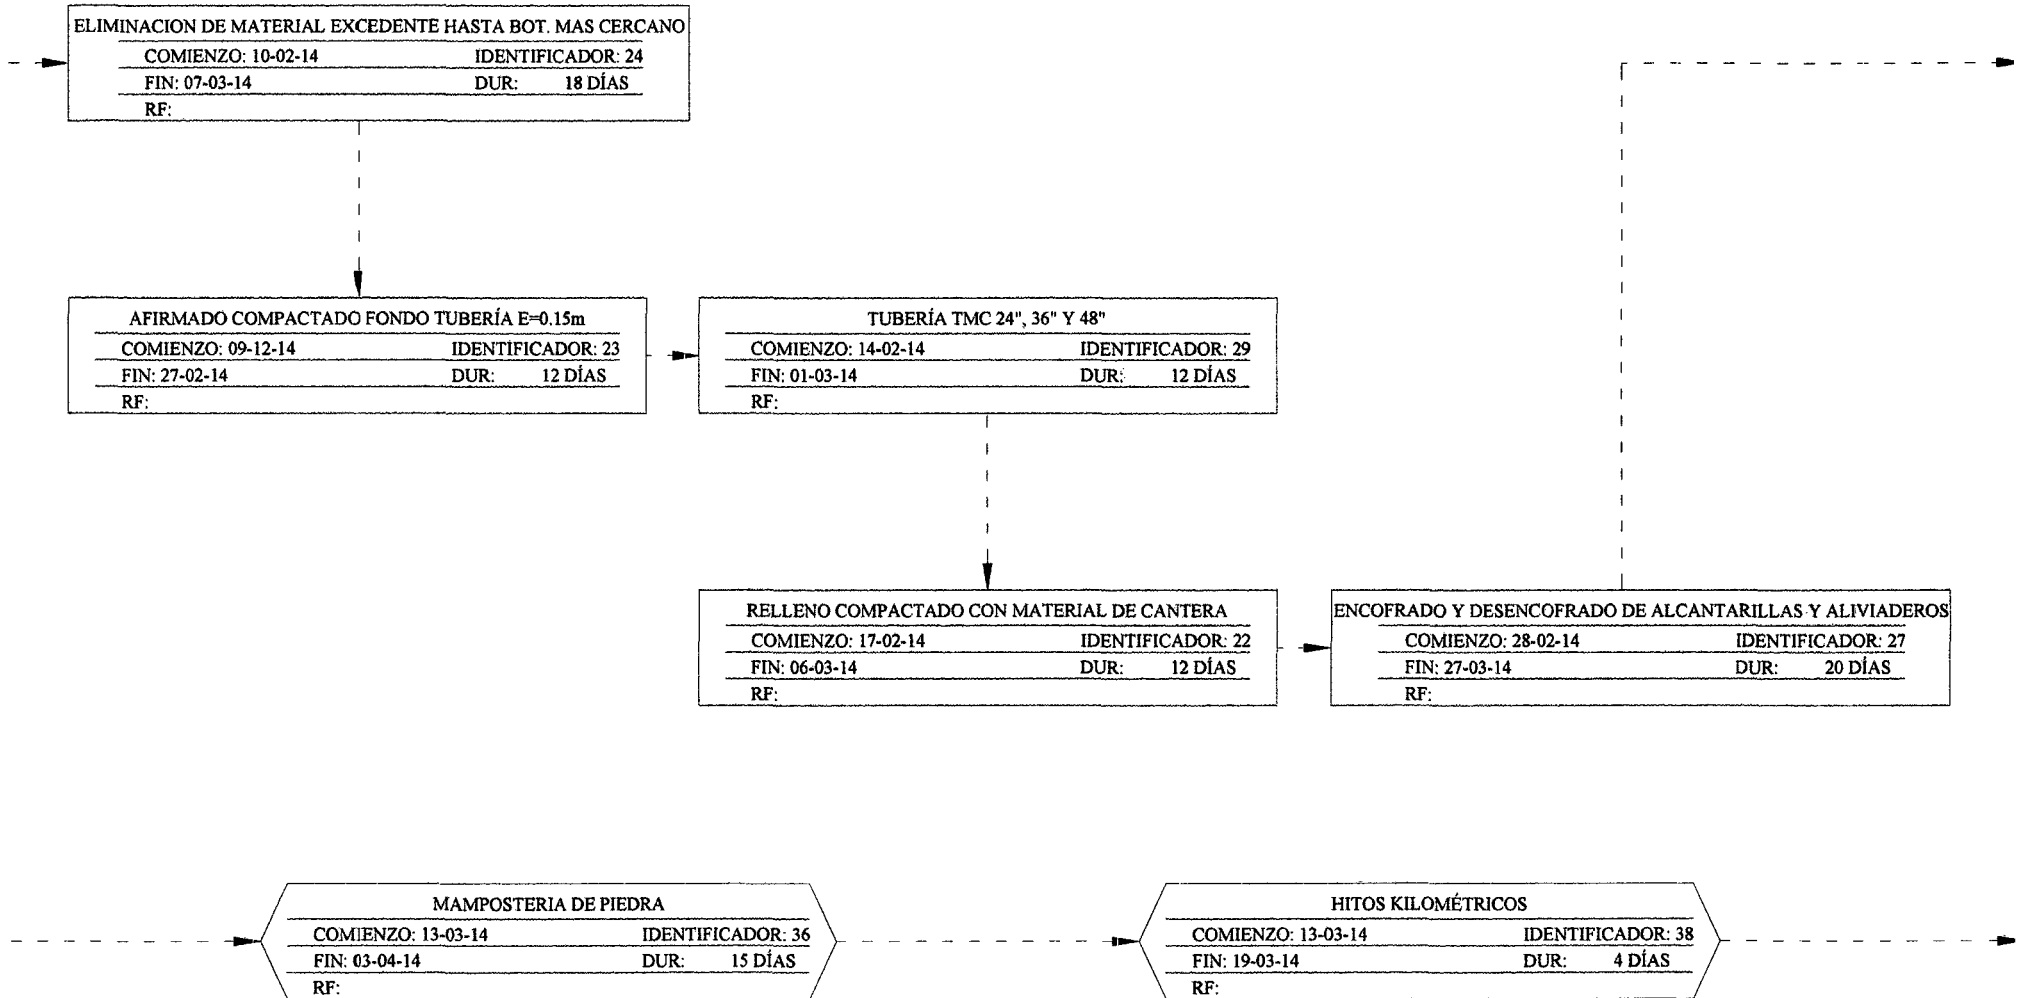 ELIMINACION DE MATERIAL EXCEDENTE HASTA BOT. MAS CERCANO
COMIENZO: 10-02-14 IDENTIFICADOR: 24
FIN: 07-03-14 DUR: 18 DÍAS
RF:
AFIRMADO COMPACTADO FONDO TUBERÍA E=0.15m
COMIENZO: 09-12-14 IDENTIFICADOR: 23
FIN: 27-02-14 DUR: 12 DÍAS
RF:
TUBERÍA TMC 24", 36" Y 48"
COMIENZO: 14-02-14 IDENTIFICADOR: 29
FIN: 01-03-14 DUR: 12 DÍAS
RF:
RELLENO COMPACTADO CON MATERIAL DE CANTERA
COMIENZO: 17-02-14 IDENTIFICADOR: 22
FIN: 06-03-14 DUR: 12 DÍAS
RF:
ENCOFRADO Y DESENCOFRADO DE ALCANTARILLAS Y ALIVIADEROS
COMIENZO: 28-02-14 IDENTIFICADOR: 27
FIN: 27-03-14 DUR: 20 DÍAS
RF:
MAMPOSTERIA DE PIEDRA
COMIENZO: 13-03-14 IDENTIFICADOR: 36
FIN: 03-04-14 DUR: 15 DÍAS
RF:
HITOS KILOMÉTRICOS
COMIENZO: 13-03-14 IDENTIFICADOR: 38
FIN: 19-03-14 DUR: 4 DÍAS
RF: